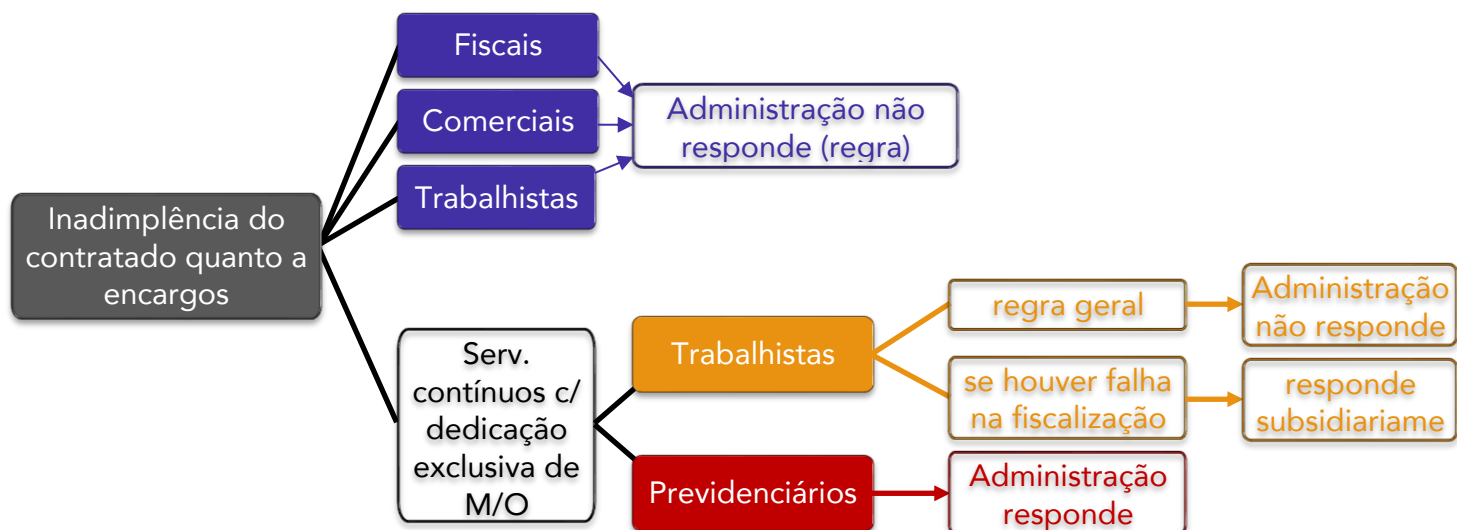 Fiscais
Comerciais
Trabalhistas
Administração não
responde (regra)
Inadimplência do
contratado quanto a
encargos
Serv.
contínuos c/
dedicação
exclusiva de
M/O
Trabalhistas
regra geral
Administração
não responde
se houver falha
na fiscalização
responde
subsidiariame
Previdenciários
Administração
responde